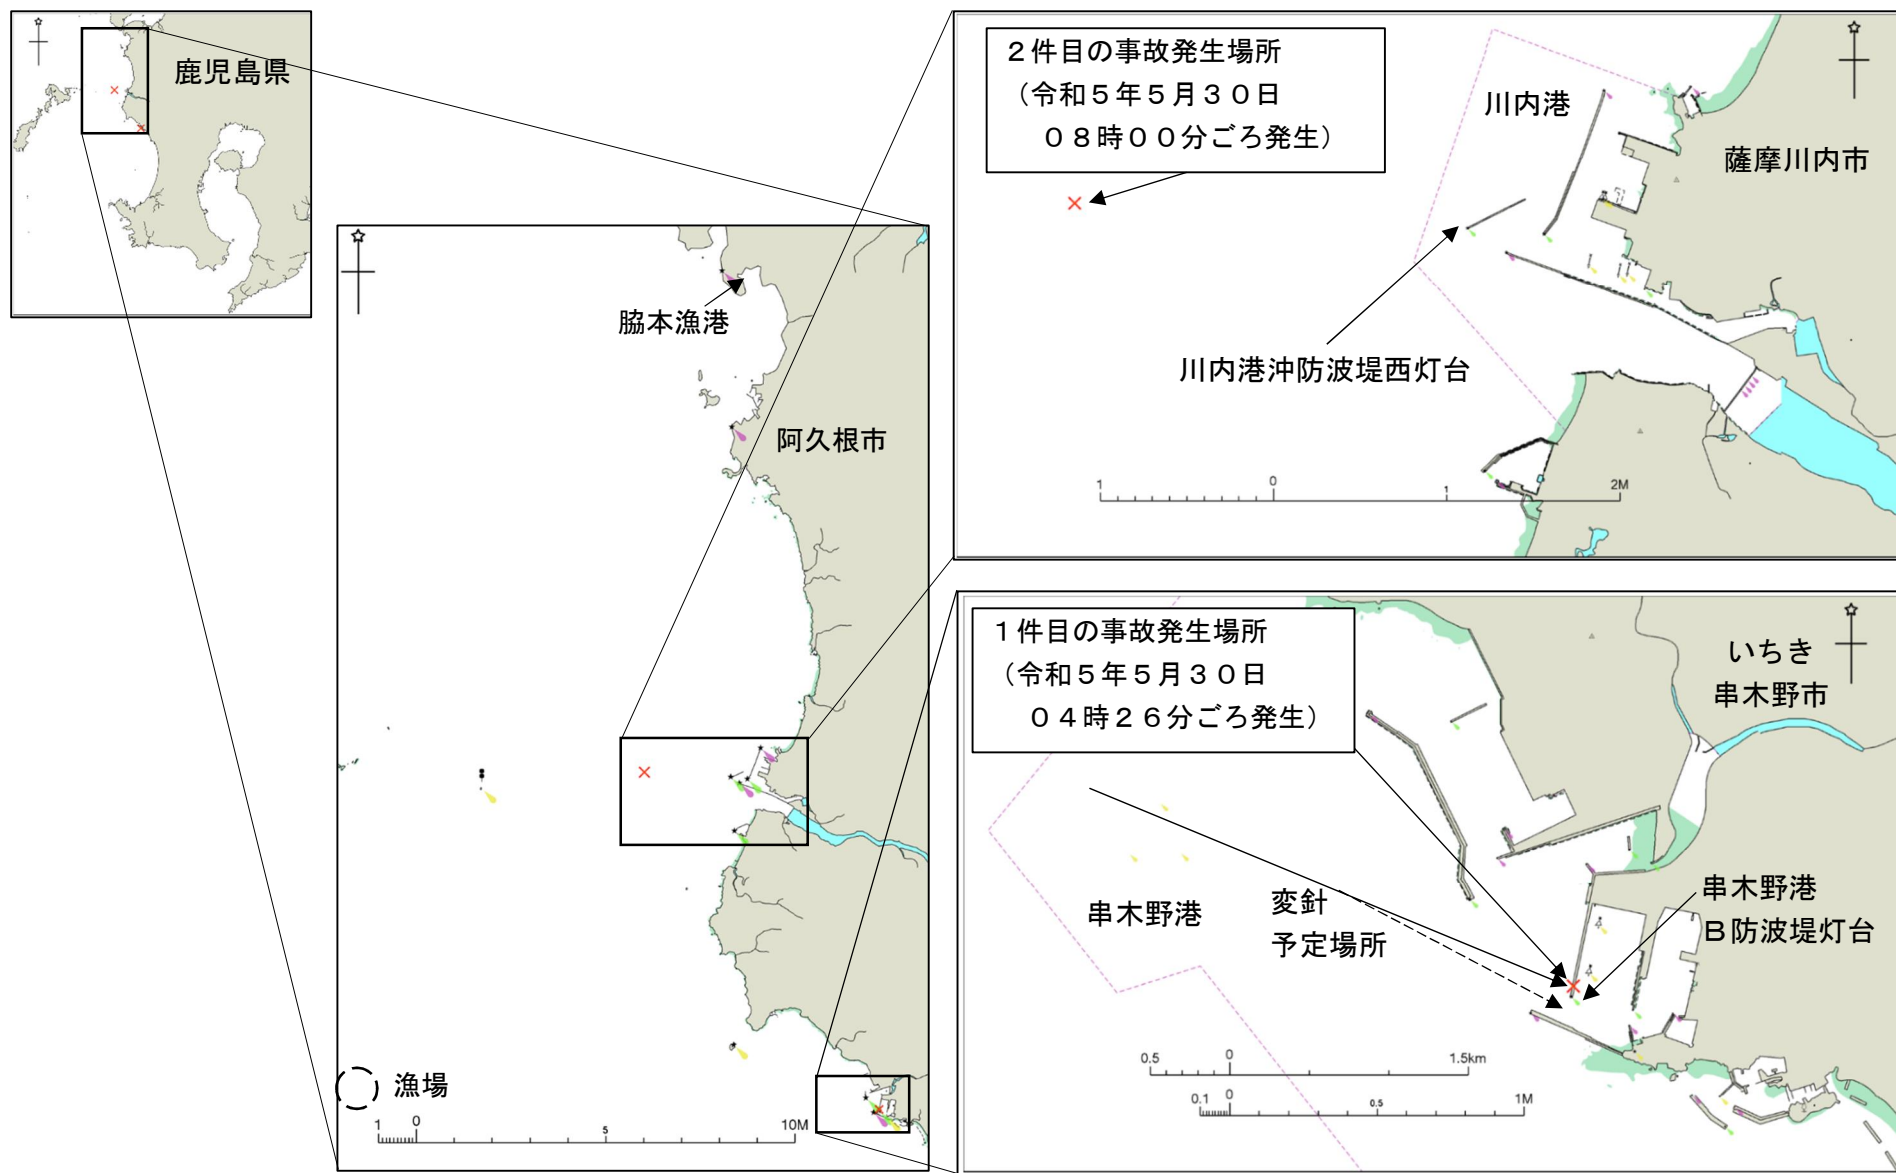 鹿児島県
2件目の事故発生場所
(令和5年5月30日
08時00分ごろ発生)
川内港
薩摩川内市
川内港沖防波堤西灯台
1
0
1
2M
脇本漁港
阿久根市
漁場
1
0
5
10M
1件目の事故発生場所
(令和5年5月30日
04時26分ごろ発生)
いちき
串木野市
串木野港
変針
予定場所
串木野港
B防波堤灯台
0.5
0
1.5km
0.1
0
0.5
1M